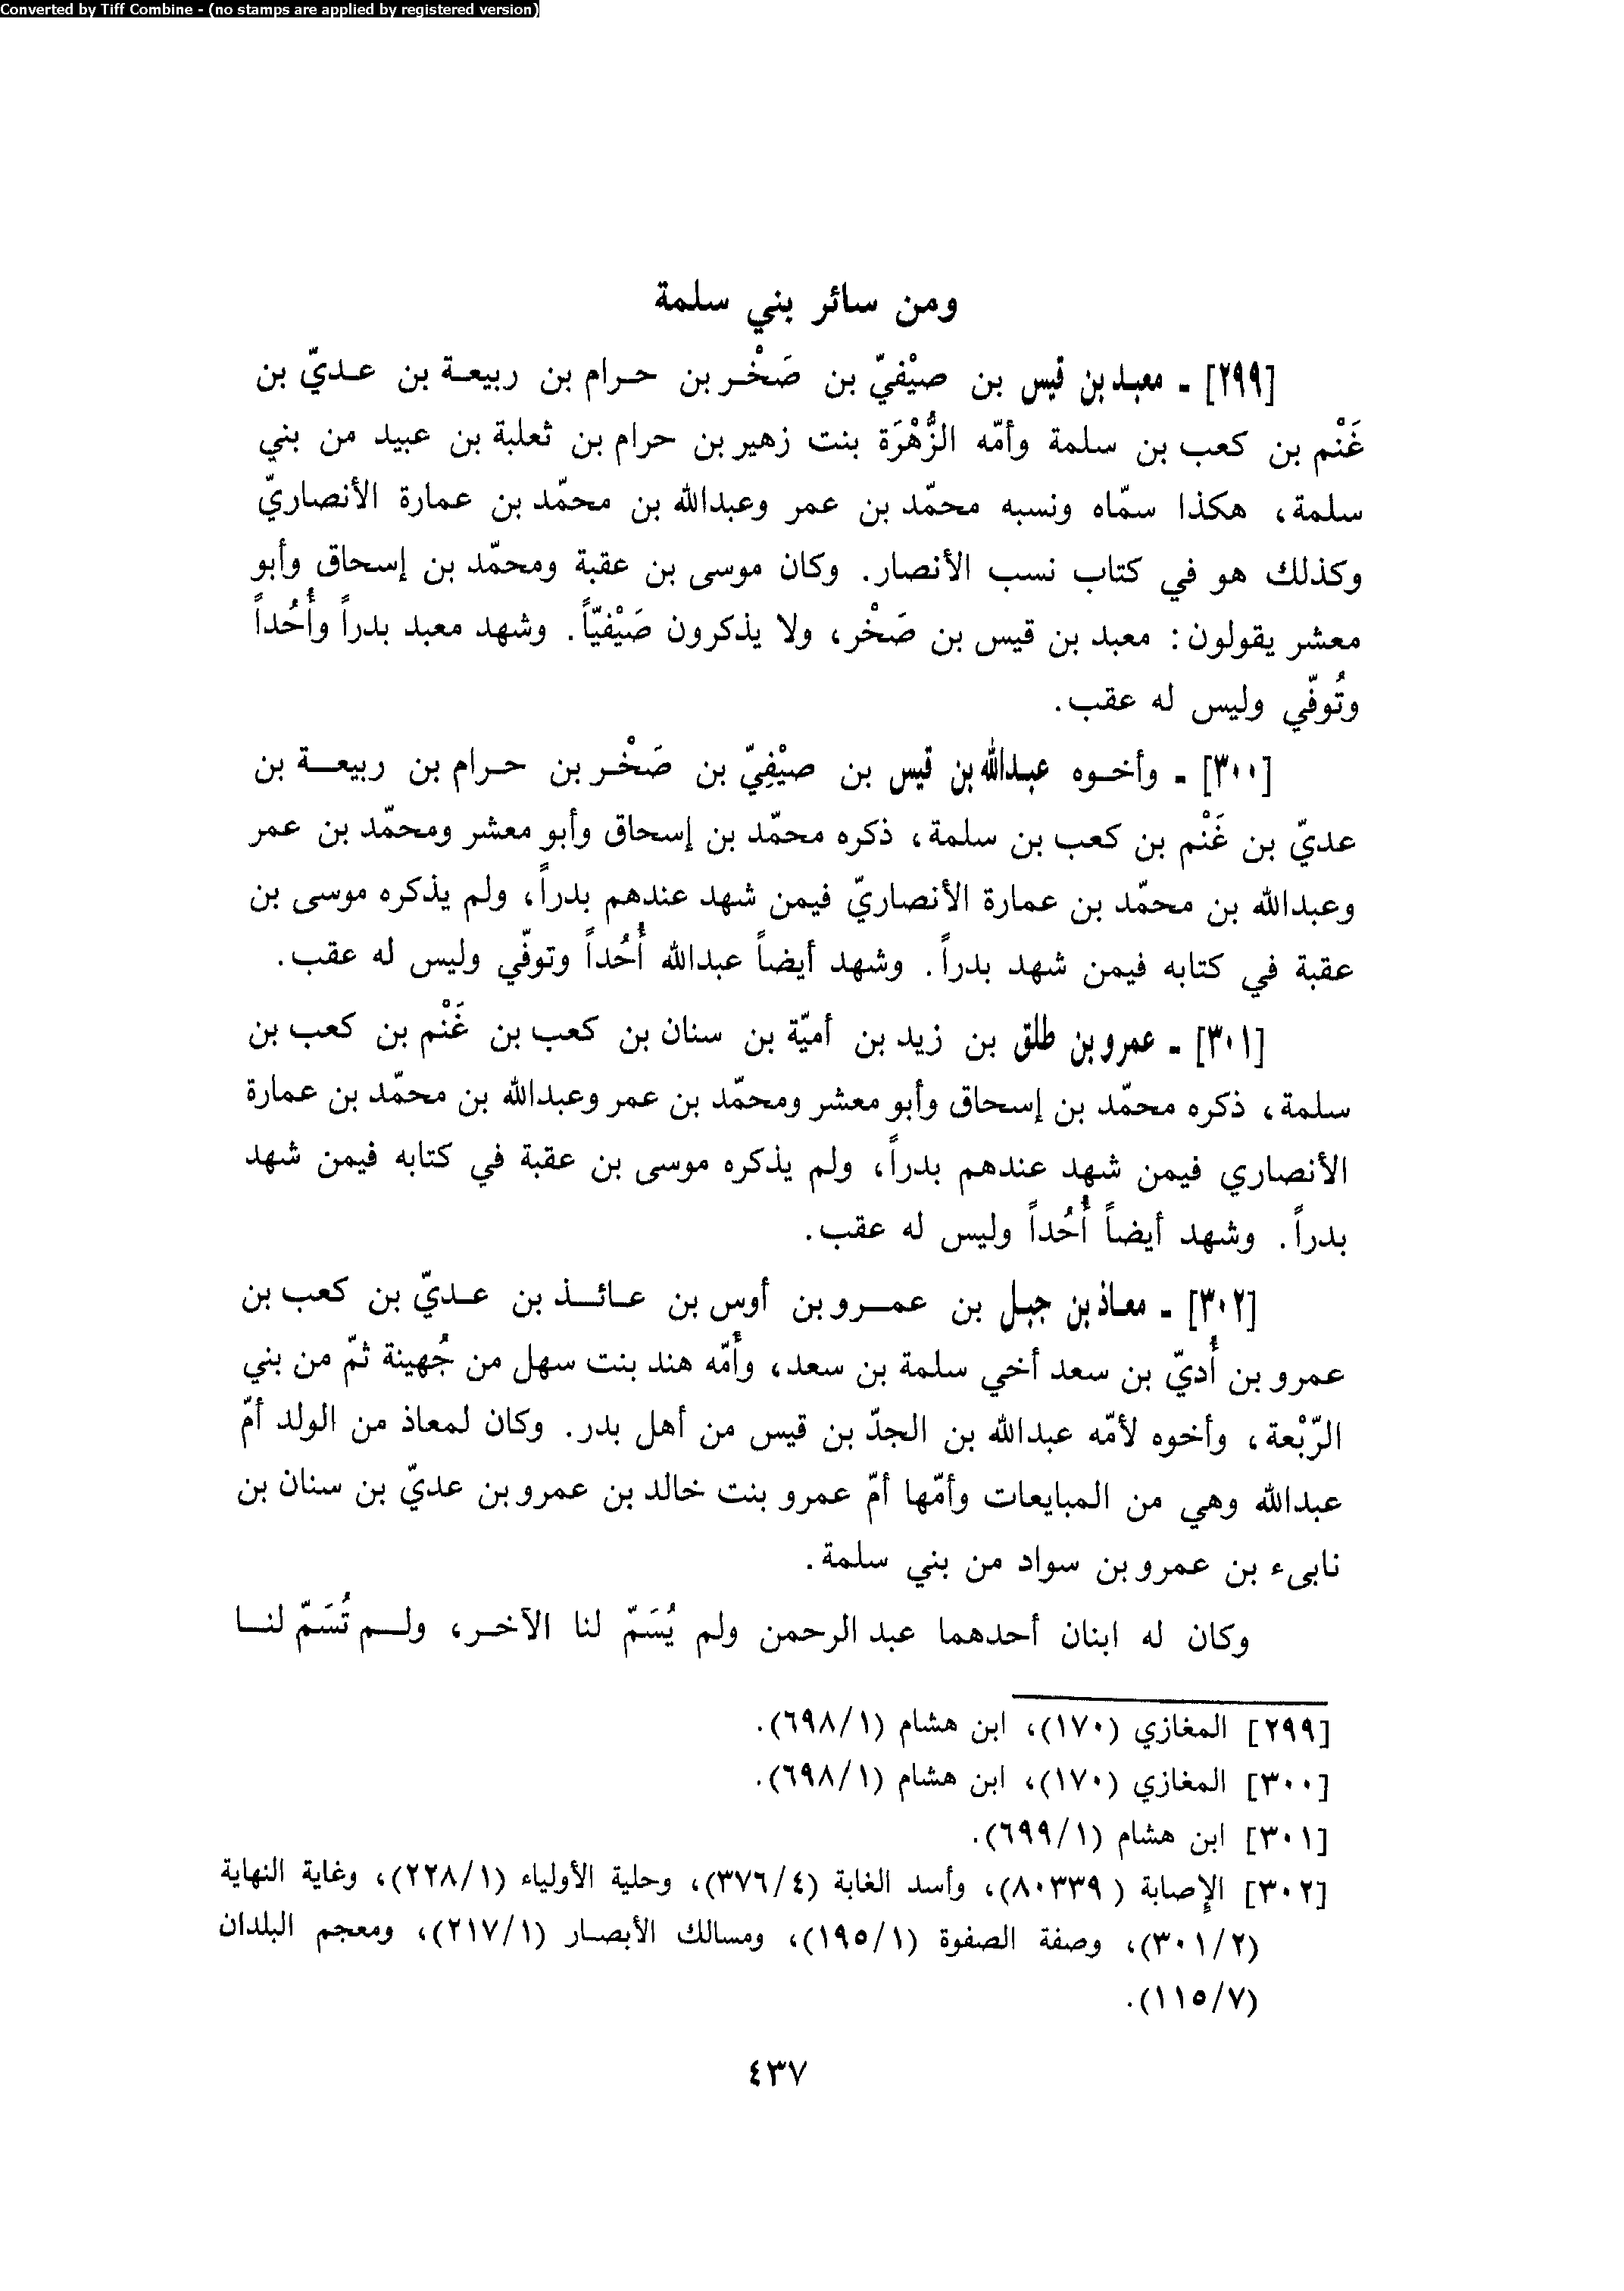 Converted by Tiff Combine - (no stamps are applied by registered version)
ومن سائر بني سلمة
[٢٩٩] ـ معبد بن قيس بن صيْفيّ بن صَخْر بن حرام بن ربيعة بن عديّ بن
غَنْم بن كعب بن سلمة وأمّه الزُّهْرَة بنت زهير بن حرام بن ثعلبة بن عبيد من بني
سلمة، هكذا سمّاه ونسبه محمّد بن عمر وعبدالله بن محمّد بن عمارة الأنصاريّ
وكذلك هو في كتاب نسب الأنصار. وكان موسى بن عقبة ومحمّد بن إسحاق وأبو
معشر يقولون: معبد بن قيس بن صَخْر، ولا يذكرون صَيْفيّاً. وشهد معبد بدراً وأُحُداً
وتُوفّي وليس له عقب.
[٣٠٠] ـ وأخوه عبدالله بن قيس بن صيْفِيّ بن صَخْر بن حرام بن ربيعة بن
عديّ بن غَنْم بن كعب بن سلمة، ذكره محمّد بن إسحاق وأبو معشر ومحمّد بن عمر
وعبدالله بن محمّد بن عمارة الأنصاريّ فيمن شهد عندهم بدراً، ولم يذكره موسى بن
عقبة في كتابه فيمن شهد بدراً. وشهد أيضاً عبدالله أُحُداً وتوفّي وليس له عقب.
[٣٠١] ـ عمرو بن طلق بن زيد بن أميّة بن سنان بن كعب بن غَنْم بن كعب بن
سلمة، ذكره محمّد بن إسحاق وأبو معشر ومحمّد بن عمر وعبدالله بن محمّد بن عمارة
الأنصاري فيمن شهد عندهم بدراً، ولم يذكره موسى بن عقبة في كتابه فيمن شهد
بدراً. وشهد أيضاً أُحُداً وليس له عقب.
[٣٠٢] ـ معاذ بن جبل بن عمرو بن أوس بن عائذ بن عديّ بن كعب بن
عمرو بن أُديّ بن سعد أخي سلمة بن سعد، وأُمّه هند بنت سهل من جُهينة ثمّ من بني
الرّبْعة، وأخوه لأمّه عبدالله بن الجدّ بن قيس من أهل بدر. وكان لمعاذ من الولد أمّ
عبدالله وهي من المبايعات وأمّها أمّ عمرو بنت خالد بن عمرو بن عديّ بن سنان بن
نابىء بن عمرو بن سواد من بني سلمة.
وكان له ابنان أحدهما عبد الرحمن ولم يُسَمّ لنا الآخر، ولم تُسَمّ لنا
[٢٩٩] المغازي (١٧٠)، ابن هشام (٦٩٨/١).
[٣٠٠] المغازي (١٧٠)، ابن هشام (٦٩٨/١).
[٣٠١] ابن هشام (٦٩٩/١).
[٣٠٢] الإصابة ( ٨٠٣٣٩)، وأسد الغابة (٣٧٦/٤)، وحلية الأولياء (٢٢٨/١)، وغاية النهاية
(٣٠١/٢)، وصفة الصفوة (١٩٥/١)، ومسالك الأبصار (٢١٧/١)، ومعجم البلدان
(١١٥/٧).
٤٣٧